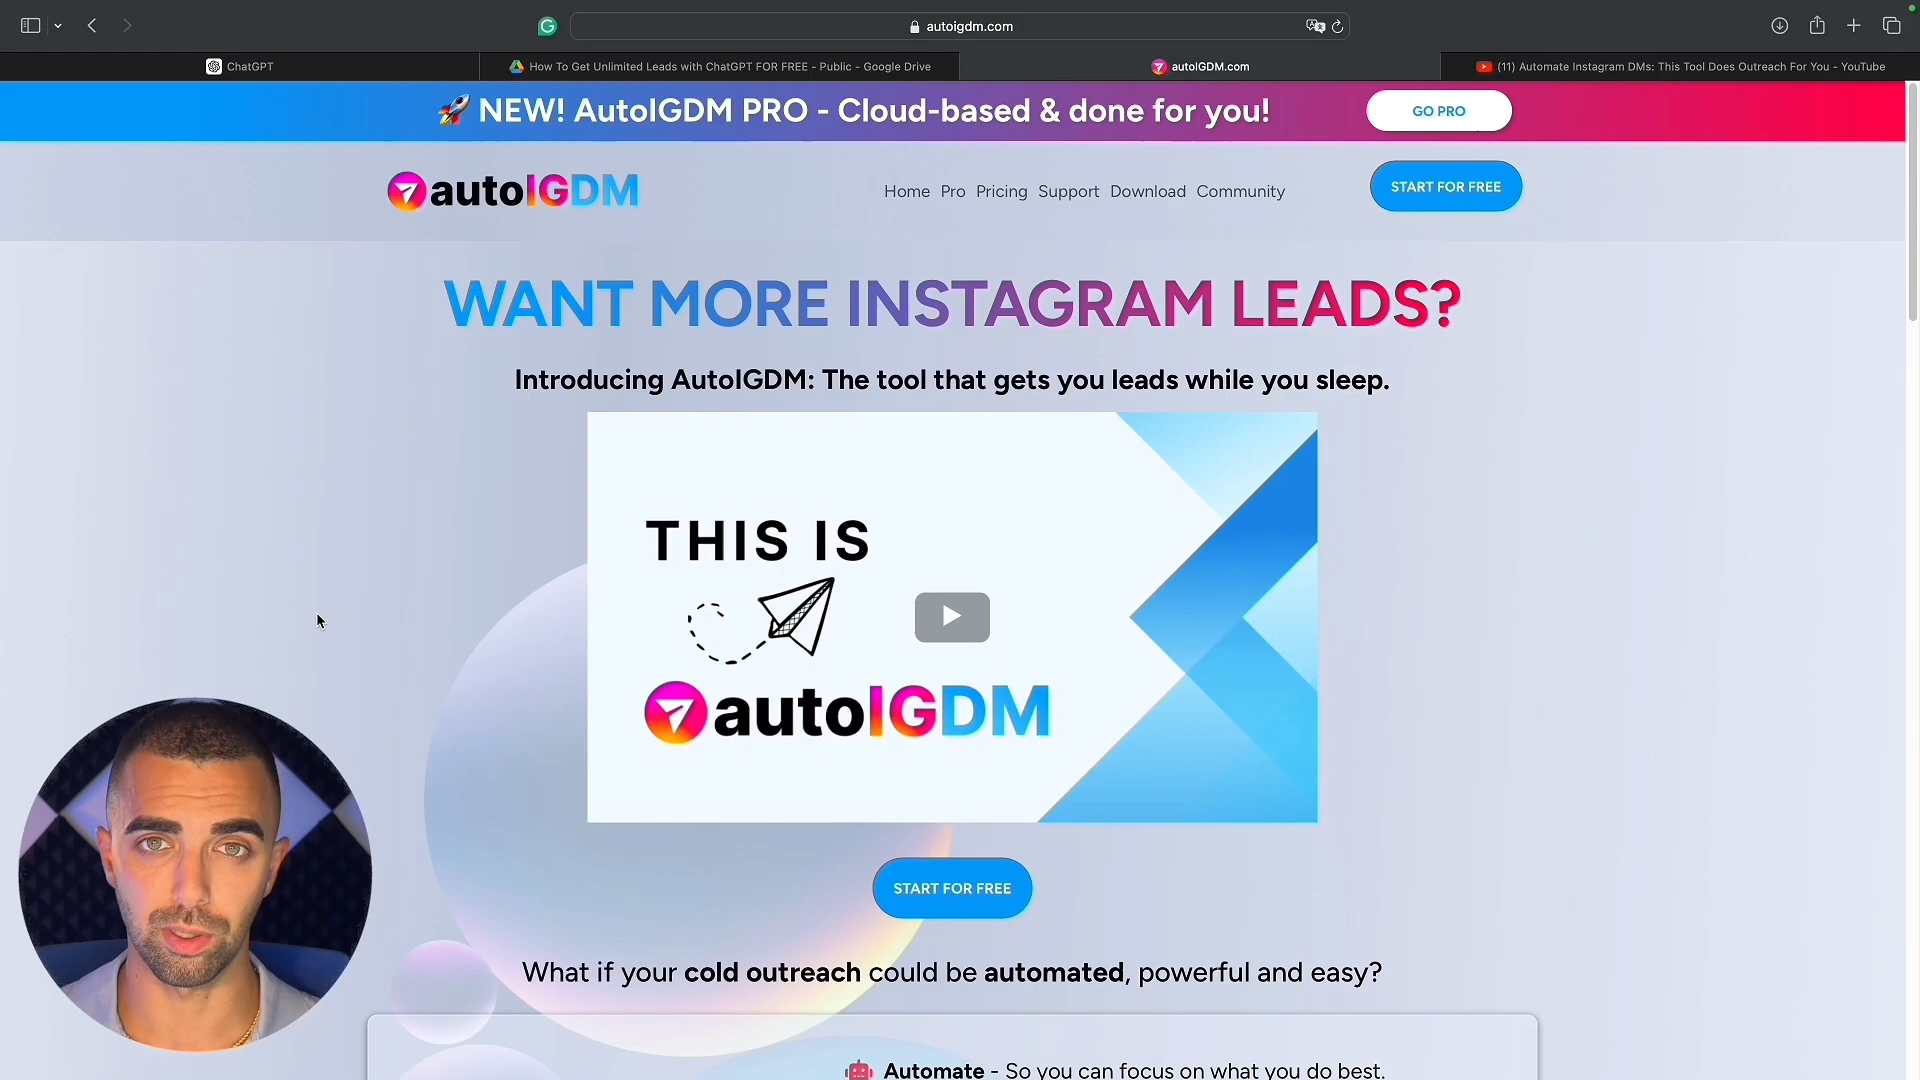 autoigdm.com
ChatGPT
How To Get Unlimited Leads with ChatGPT FOR FREE - Public - Google Drive
autoIGDM.com
(11) Automate Instagram DMs: This Tool Does Outreach For You - YouTube
🚀 NEW! AutoIGDM PRO - Cloud-based & done for you!
GO PRO
autoIGDM
Home Pro Pricing Support Download Community
START FOR FREE
WANT MORE INSTAGRAM LEADS?
Introducing AutoIGDM: The tool that gets you leads while you sleep.
THIS IS
autoIGDM
START FOR FREE
What if your cold outreach could be automated, powerful and easy?
🤖 Automate - So you can focus on what you do best.